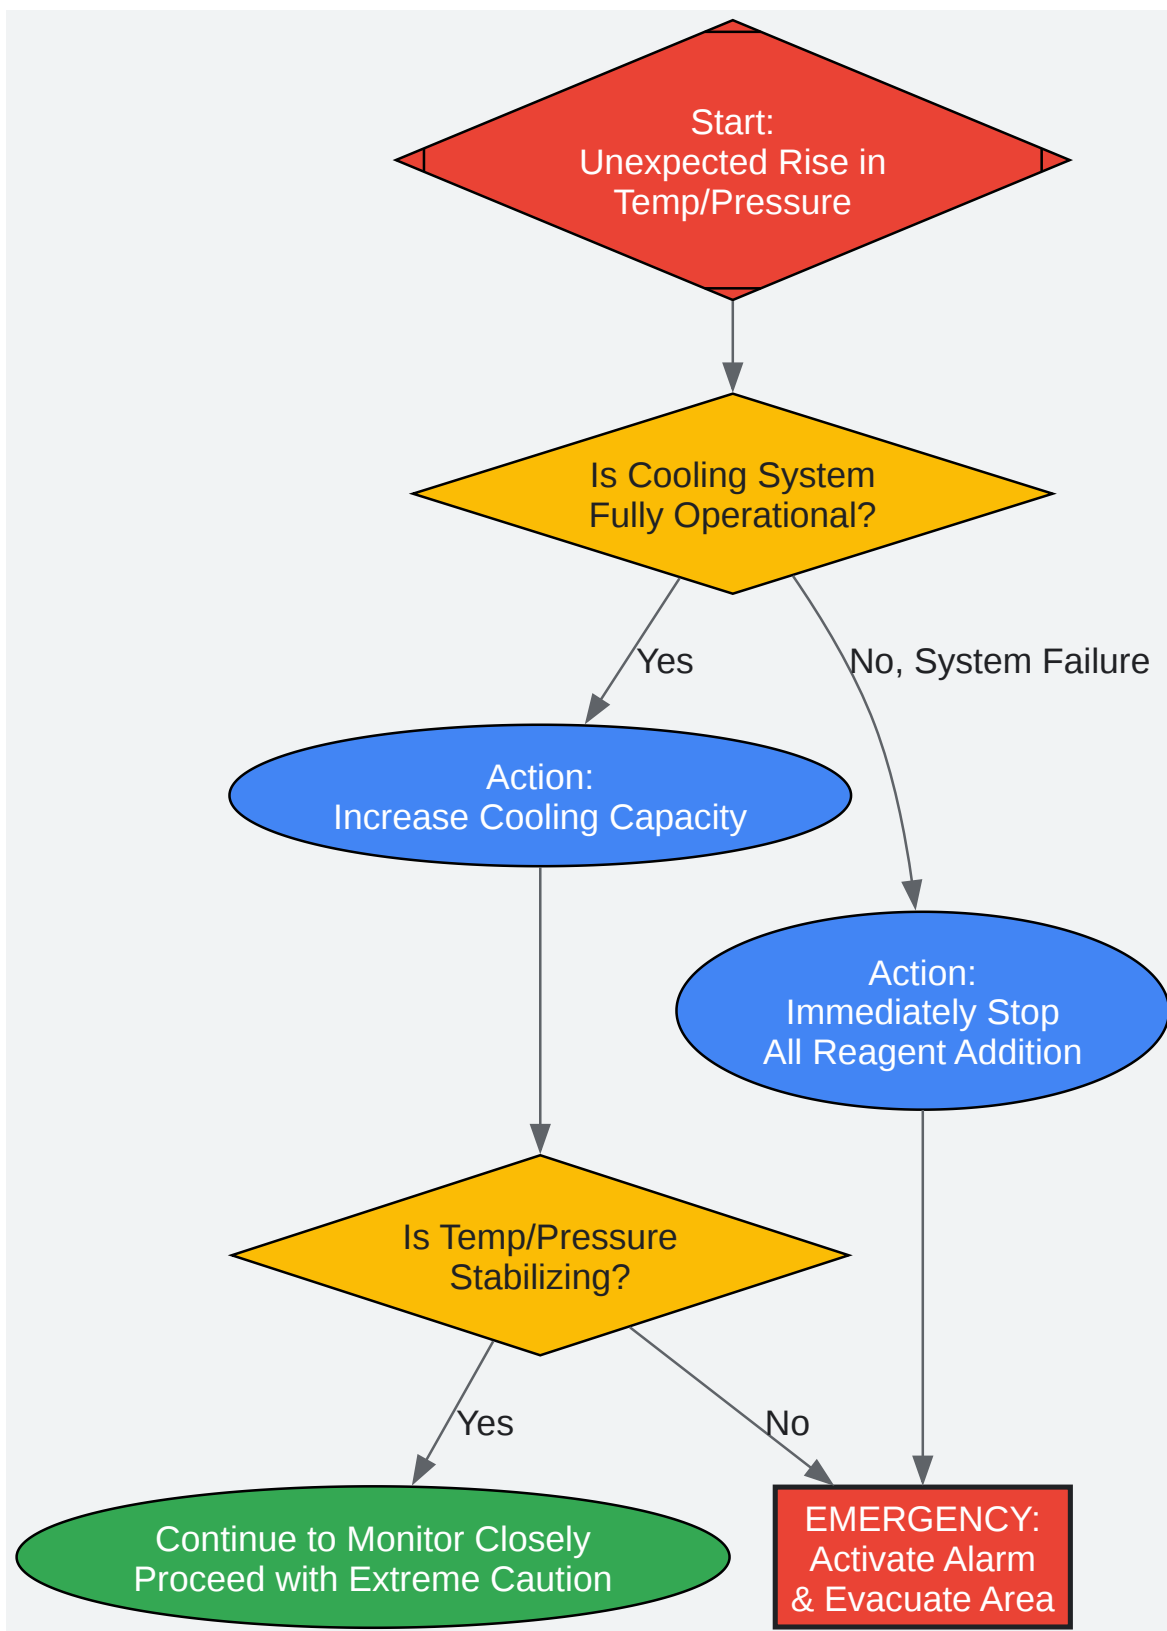 Start:
Unexpected Rise in
Temp/Pressure
Is Cooling System
Fully Operational?
Yes
No, System Failure
Action:
Increase Cooling Capacity
Action:
Immediately Stop
All Reagent Addition
Is Temp/Pressure
Stabilizing?
Yes
No
Continue to Monitor Closely
Proceed with Extreme Caution
EMERGENCY:
Activate Alarm
& Evacuate Area